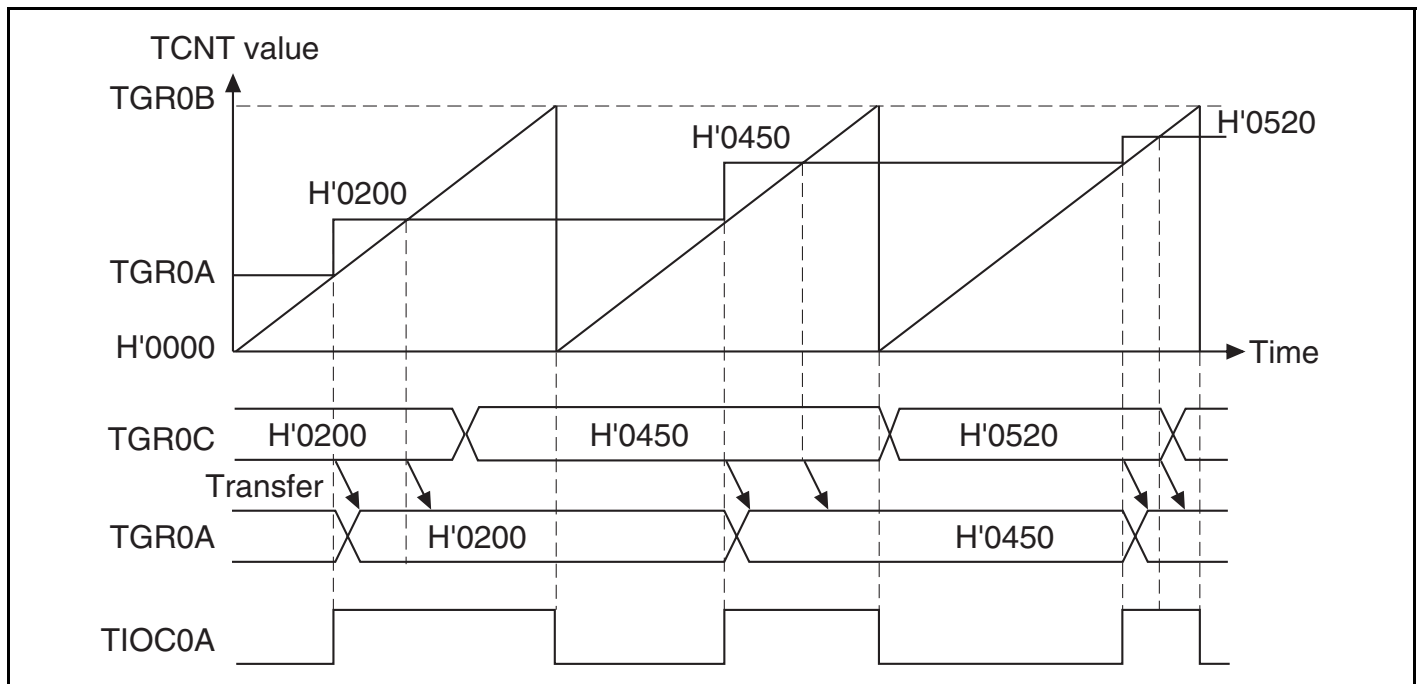 TCNT value
TGR0B
H'0520
H'0450
H'0200
TGR0A
H'0000
Time
TGR0C H'0200 H'0450 H'0520
Transfer
TGR0A H'0200 H'0450
TIOC0A